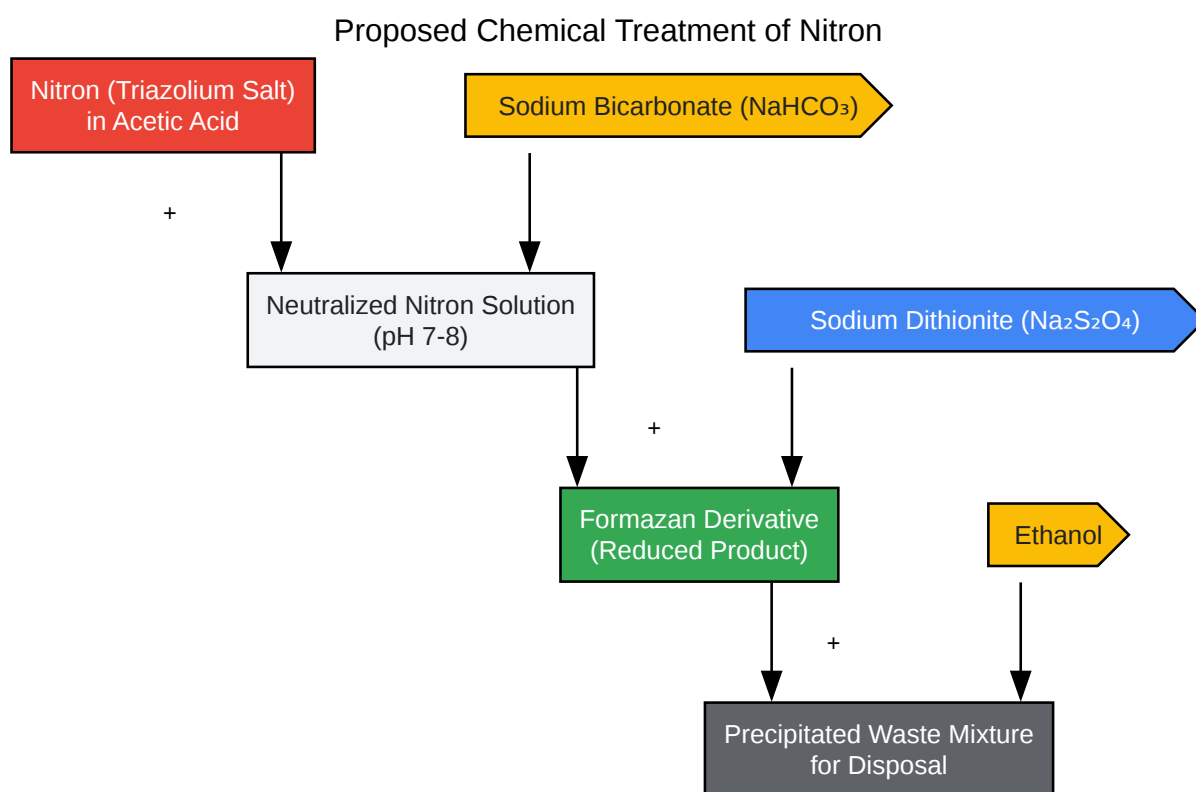 Proposed Chemical Treatment of Nitron
Nitron (Triazolium Salt)
in Acetic Acid
Sodium Bicarbonate (NaHCO₃)
+
Neutralized Nitron Solution
(pH 7-8)
Sodium Dithionite (Na₂S₂O₄)
+
Formazan Derivative
(Reduced Product)
Ethanol
+
Precipitated Waste Mixture
for Disposal